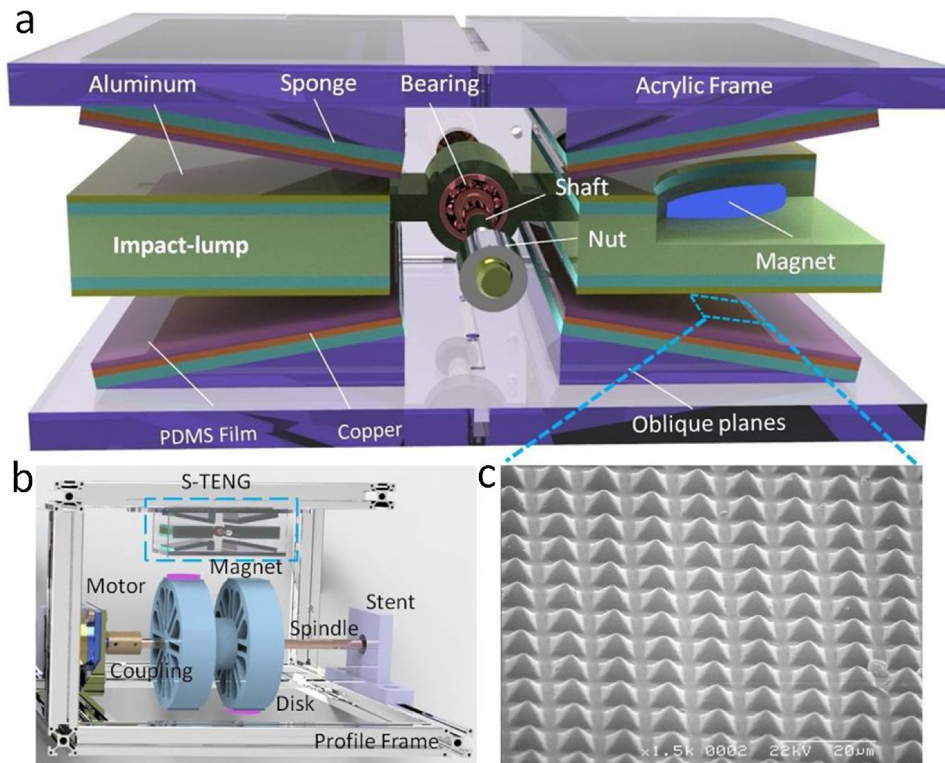 a
Aluminum
Sponge
Bearing
Acrylic Frame
Shaft
Impact-lump
Nut
Magnet
PDMS Film
Copper
Oblique planes
b
S-TENG
Magnet
Motor
Stent
Spindle
Coupling
Disk
Profile Frame
c
x1.5k 0002 22kV 20μm